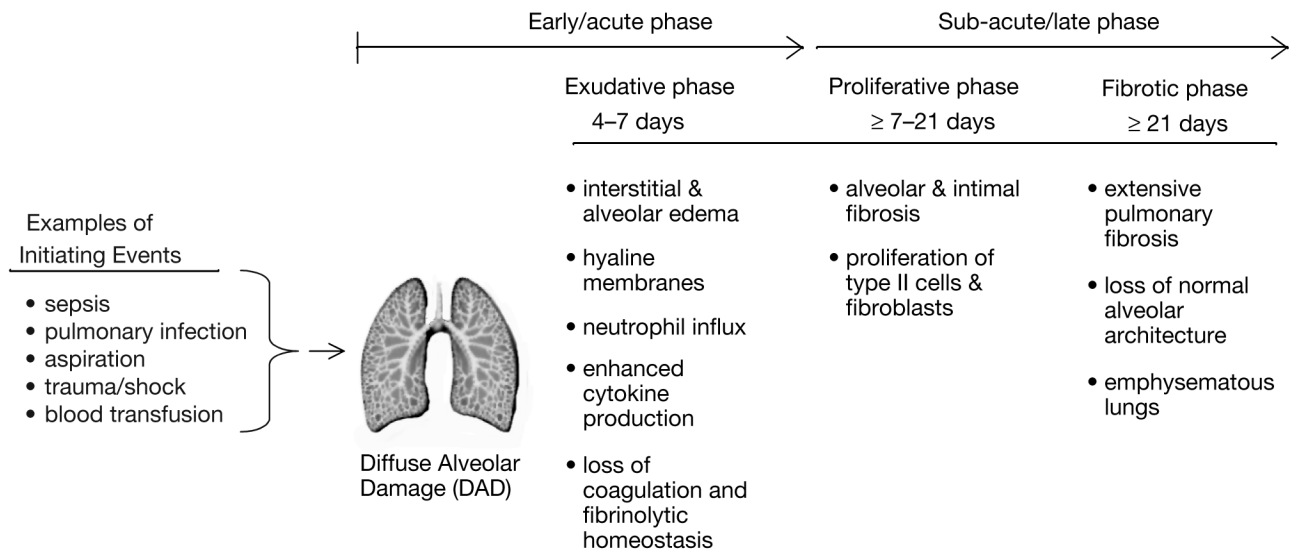 Early/acute phase
Sub-acute/late phase
Exudative phase
4–7 days
Proliferative phase
≥ 7–21 days
Fibrotic phase
≥ 21 days
Examples of
Initiating Events
• sepsis
• pulmonary infection
• aspiration
• trauma/shock
• blood transfusion
Diffuse Alveolar
Damage (DAD)
• interstitial &
alveolar edema
• hyaline
membranes
• neutrophil influx
• enhanced
cytokine
production
• loss of
coagulation and
fibrinolytic
homeostasis
• alveolar & intimal
fibrosis
• proliferation of
type II cells &
fibroblasts
• extensive
pulmonary
fibrosis
• loss of normal
alveolar
architecture
• emphysematous
lungs